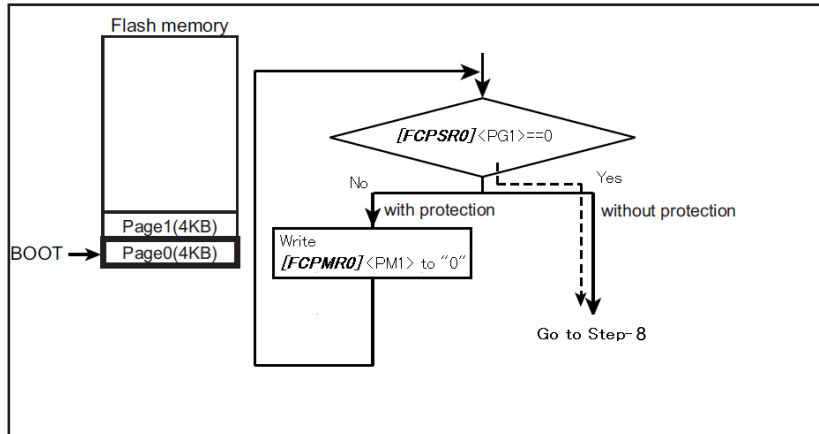 Flash memory
[FCPSR0]<PG1>==0
No
Yes
with protection
without protection
Page1(4KB)
Write
BOOT
Page0(4KB)
[FCPMR0]<PM1> to "0"
Go to Step-8